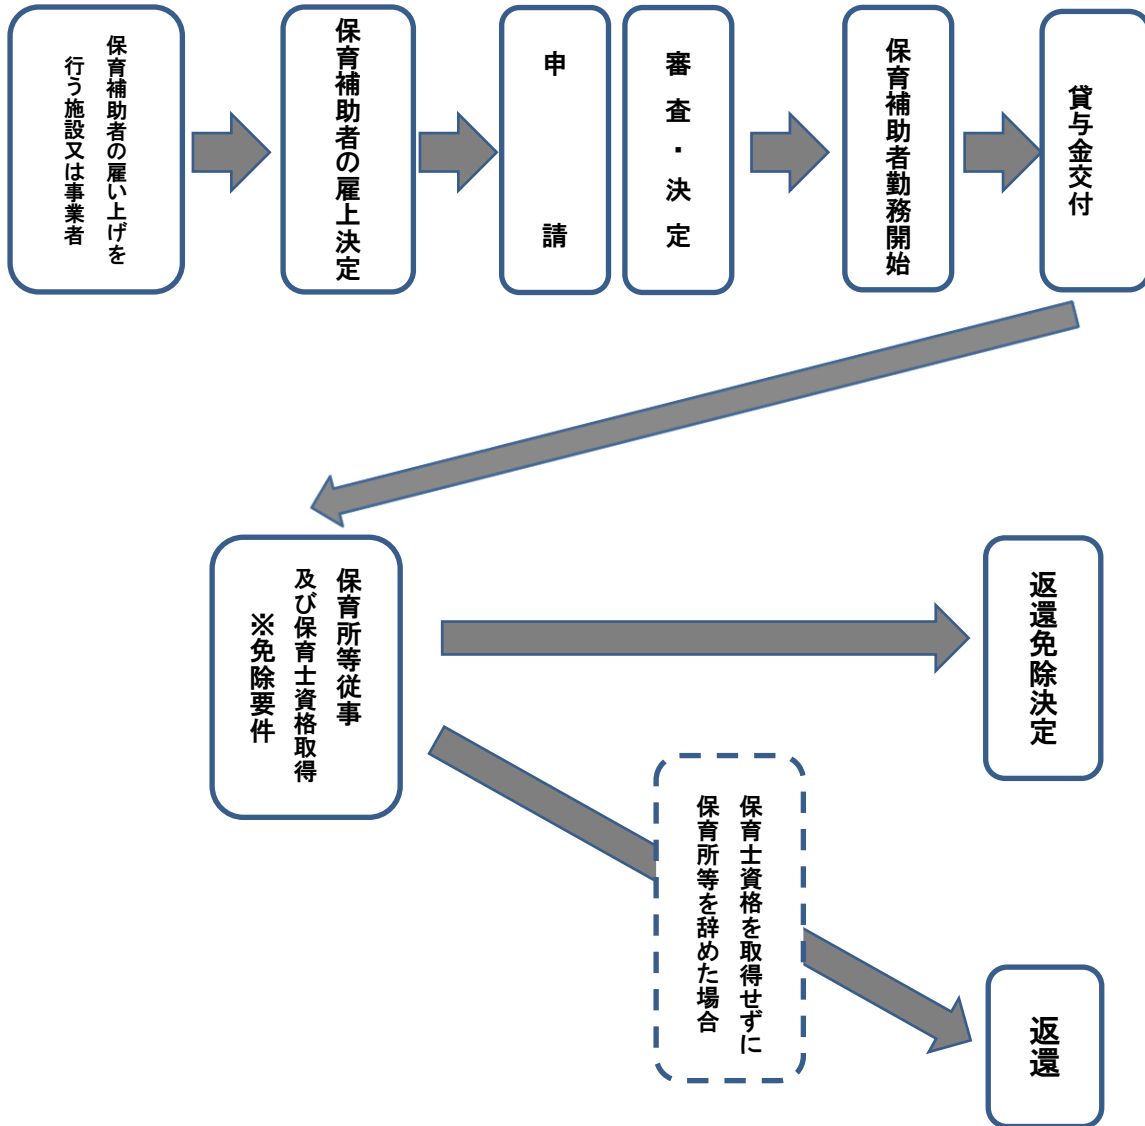 保育補助者の雇い上げを
行う施設又は事業者
保育補助者の雇上決定
申請
審査・決定
保育補助者勤務開始
貸与金交付
保育所等従事
及び保育士資格取得
※免除要件
返還免除決定
保育士資格を取得せずに
保育所等を辞めた場合
返還